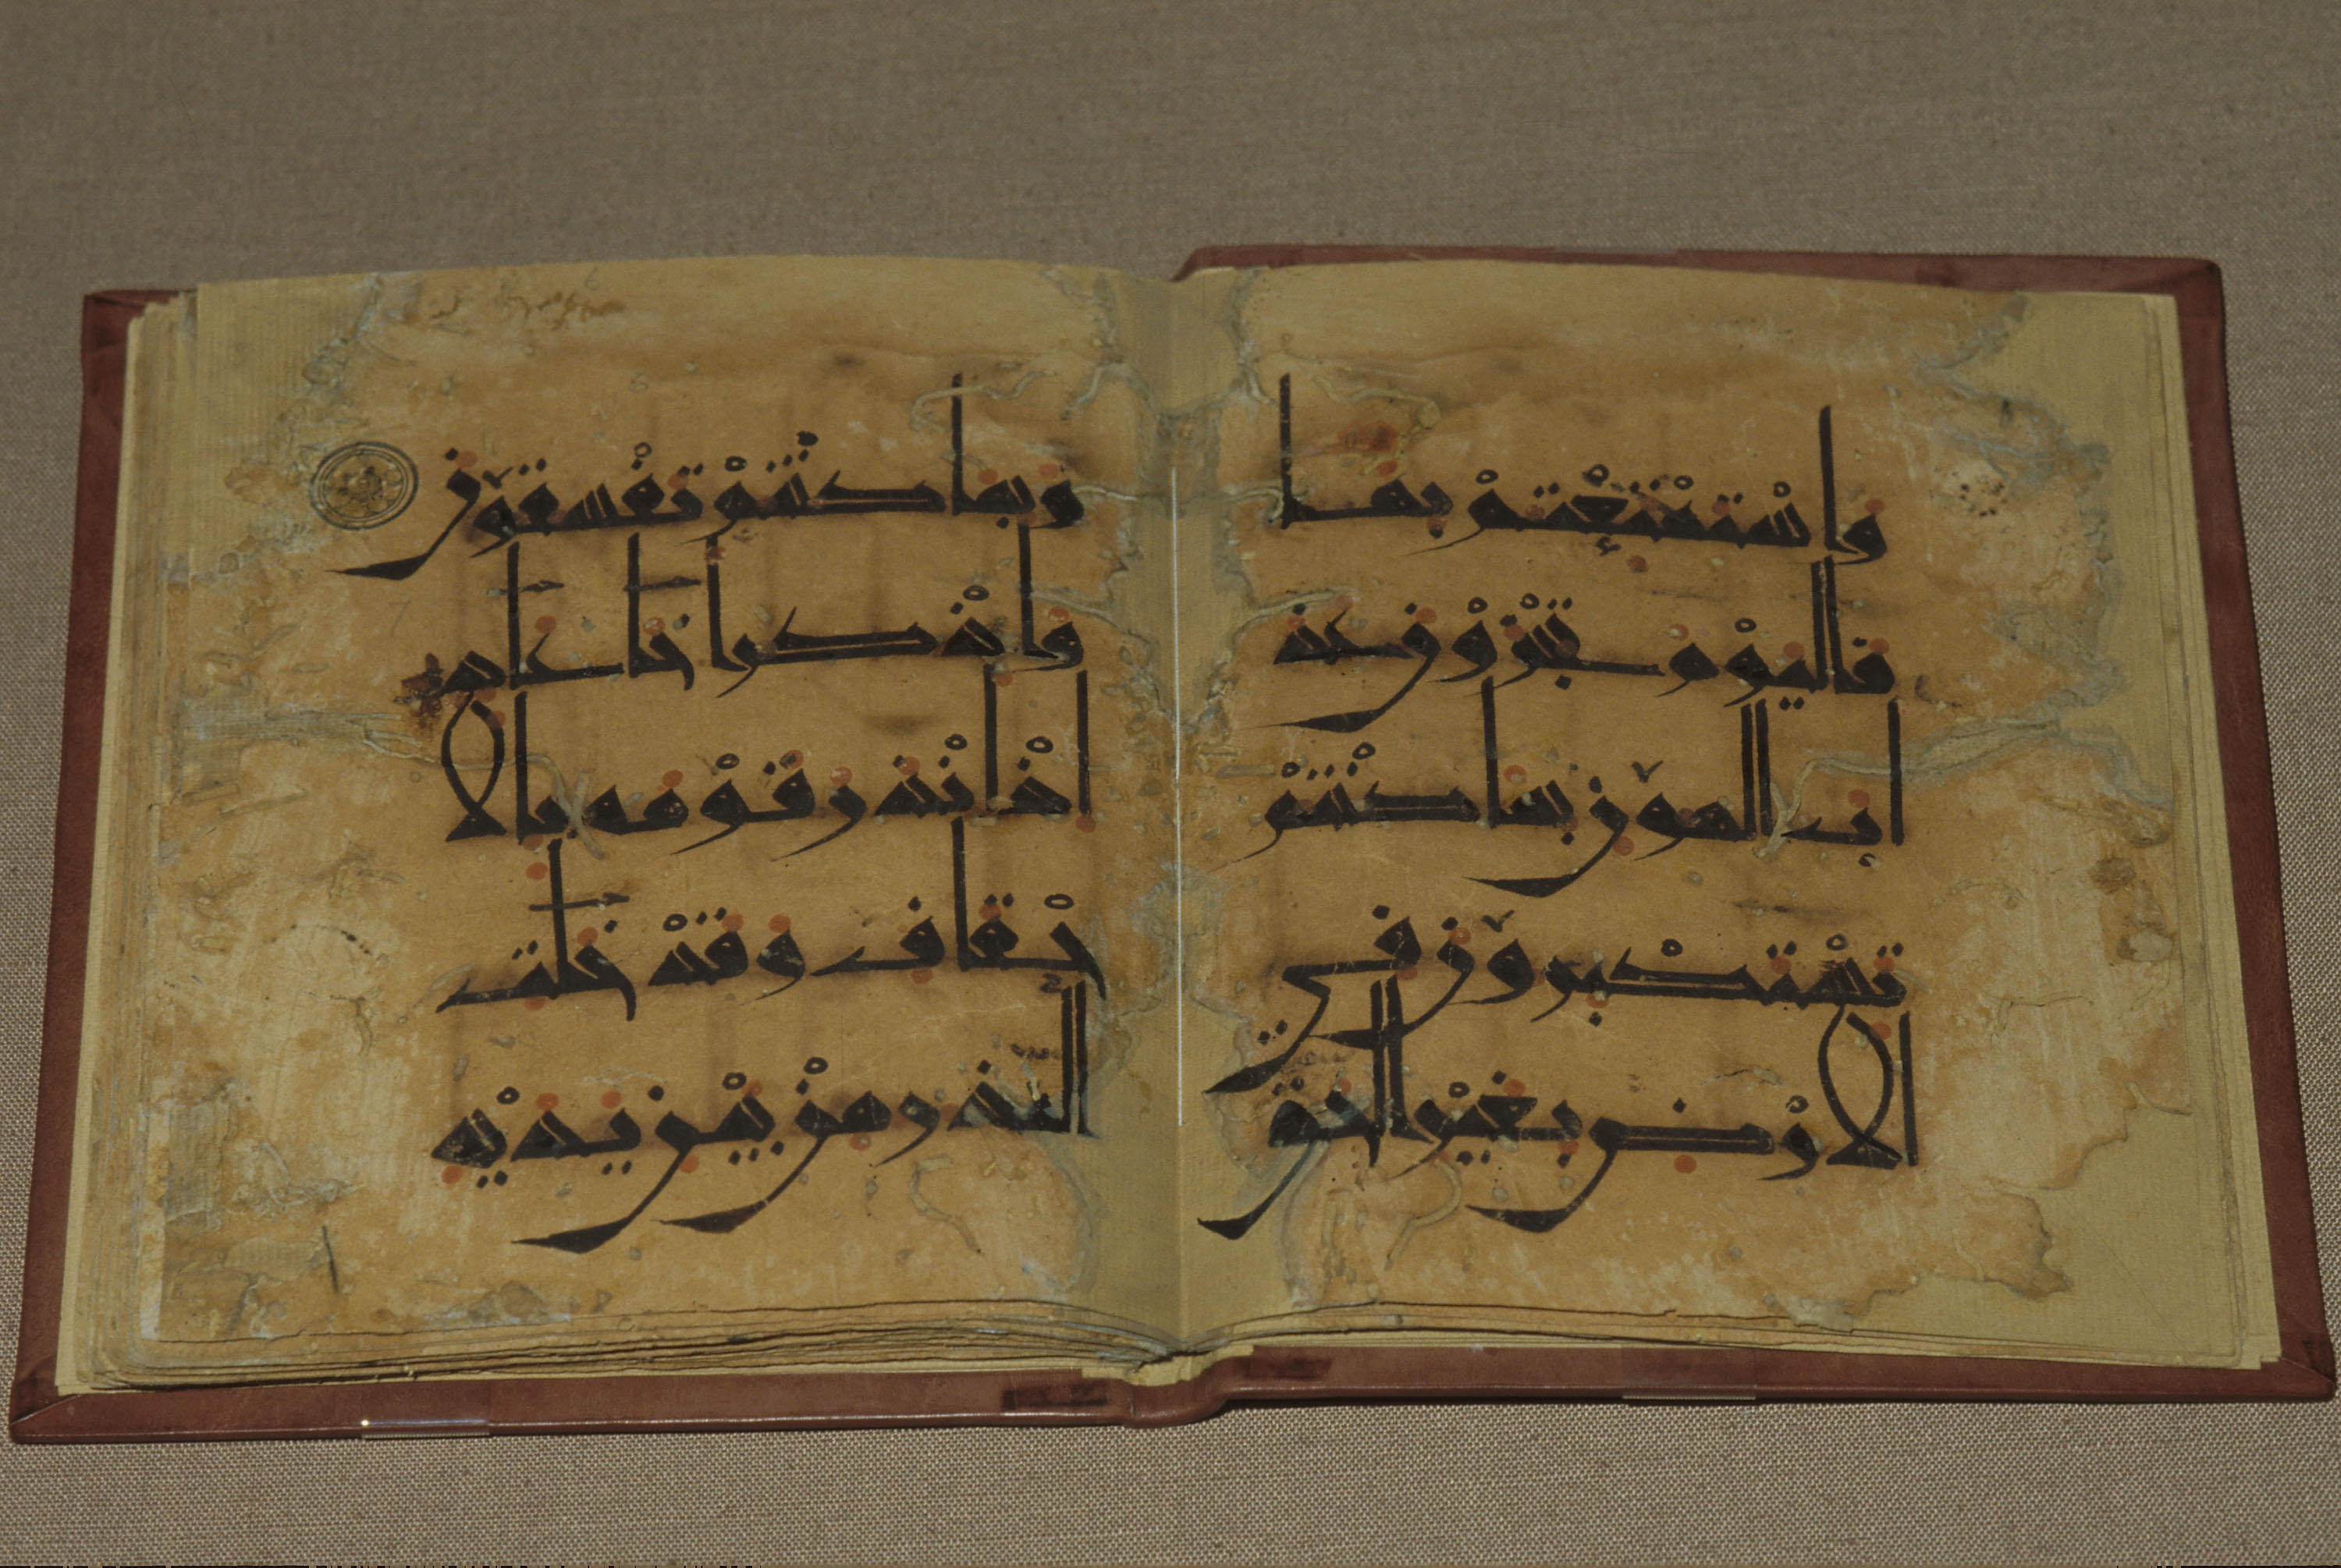 واستمتعتم بها
فاليوم تجزون عذ
اب الهون بما كنتم
تستكبرون في
الارض بغير الحق
وبما كنتم تفسقون
واذكر اخا عاد
اذ انذر قومه بالا
حقاف وقد خلت
النذر من بين يديه